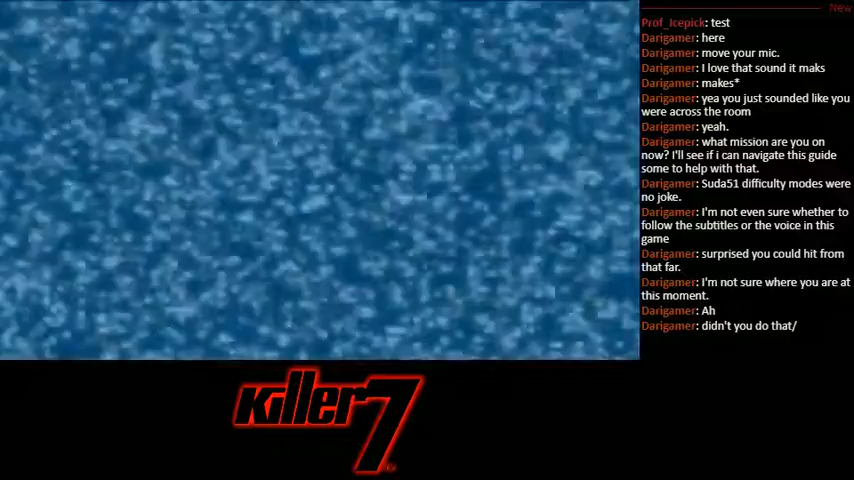 New
Prof_Icepick: test
Darigamer: here
Darigamer: move your mic.
Darigamer: I love that sound it maks
Darigamer: makes*
Darigamer: yea you just sounded like you
were across the room
Darigamer: yeah.
Darigamer: what mission are you on
now? I'll see if i can navigate this guide
some to help with that.
Darigamer: Suda51 difficulty modes were
no joke.
Darigamer: I'm not even sure whether to
follow the subtitles or the voice in this
game
Darigamer: surprised you could hit from
that far.
Darigamer: I'm not sure where you are at
this moment.
Darigamer: Ah
Darigamer: didn't you do that/
killer7